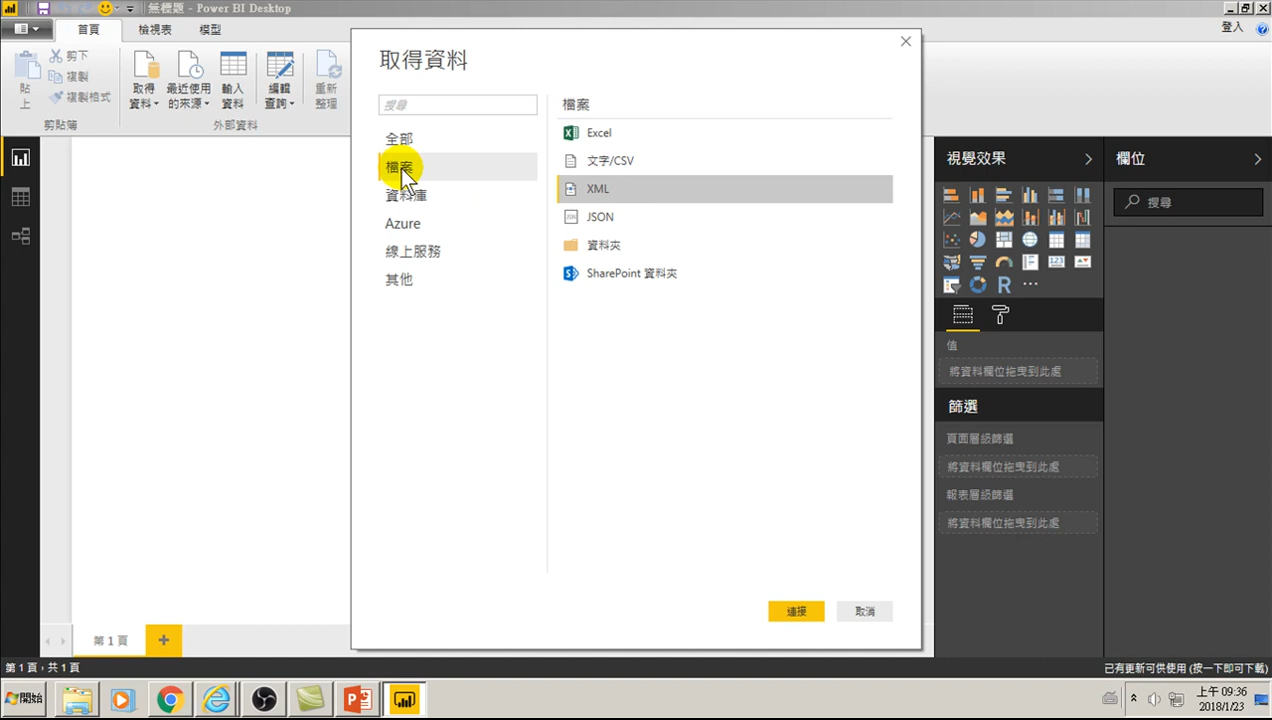 無標題 - Power BI Desktop
首頁
檢視表
模型
登入
貼上
剪下
複製
複製格式
剪貼簿
取得資料
最近使用的來源
輸入資料
編輯查詢
重新整理
外部資料
取得資料
搜尋
全部
檔案
資料庫
Azure
線上服務
其他
檔案
Excel
文字/CSV
XML
JSON
資料夾
SharePoint 資料夾
連接
取消
視覺效果
欄位
搜尋
值
將資料欄位拖曳到此處
篩選
頁面層級篩選
將資料欄位拖曳到此處
報表層級篩選
將資料欄位拖曳到此處
第 1 頁
第 1 頁，共 1 頁
已有更新可供使用 (按一下即可下載)
開始
上午 09:36
2018/1/23